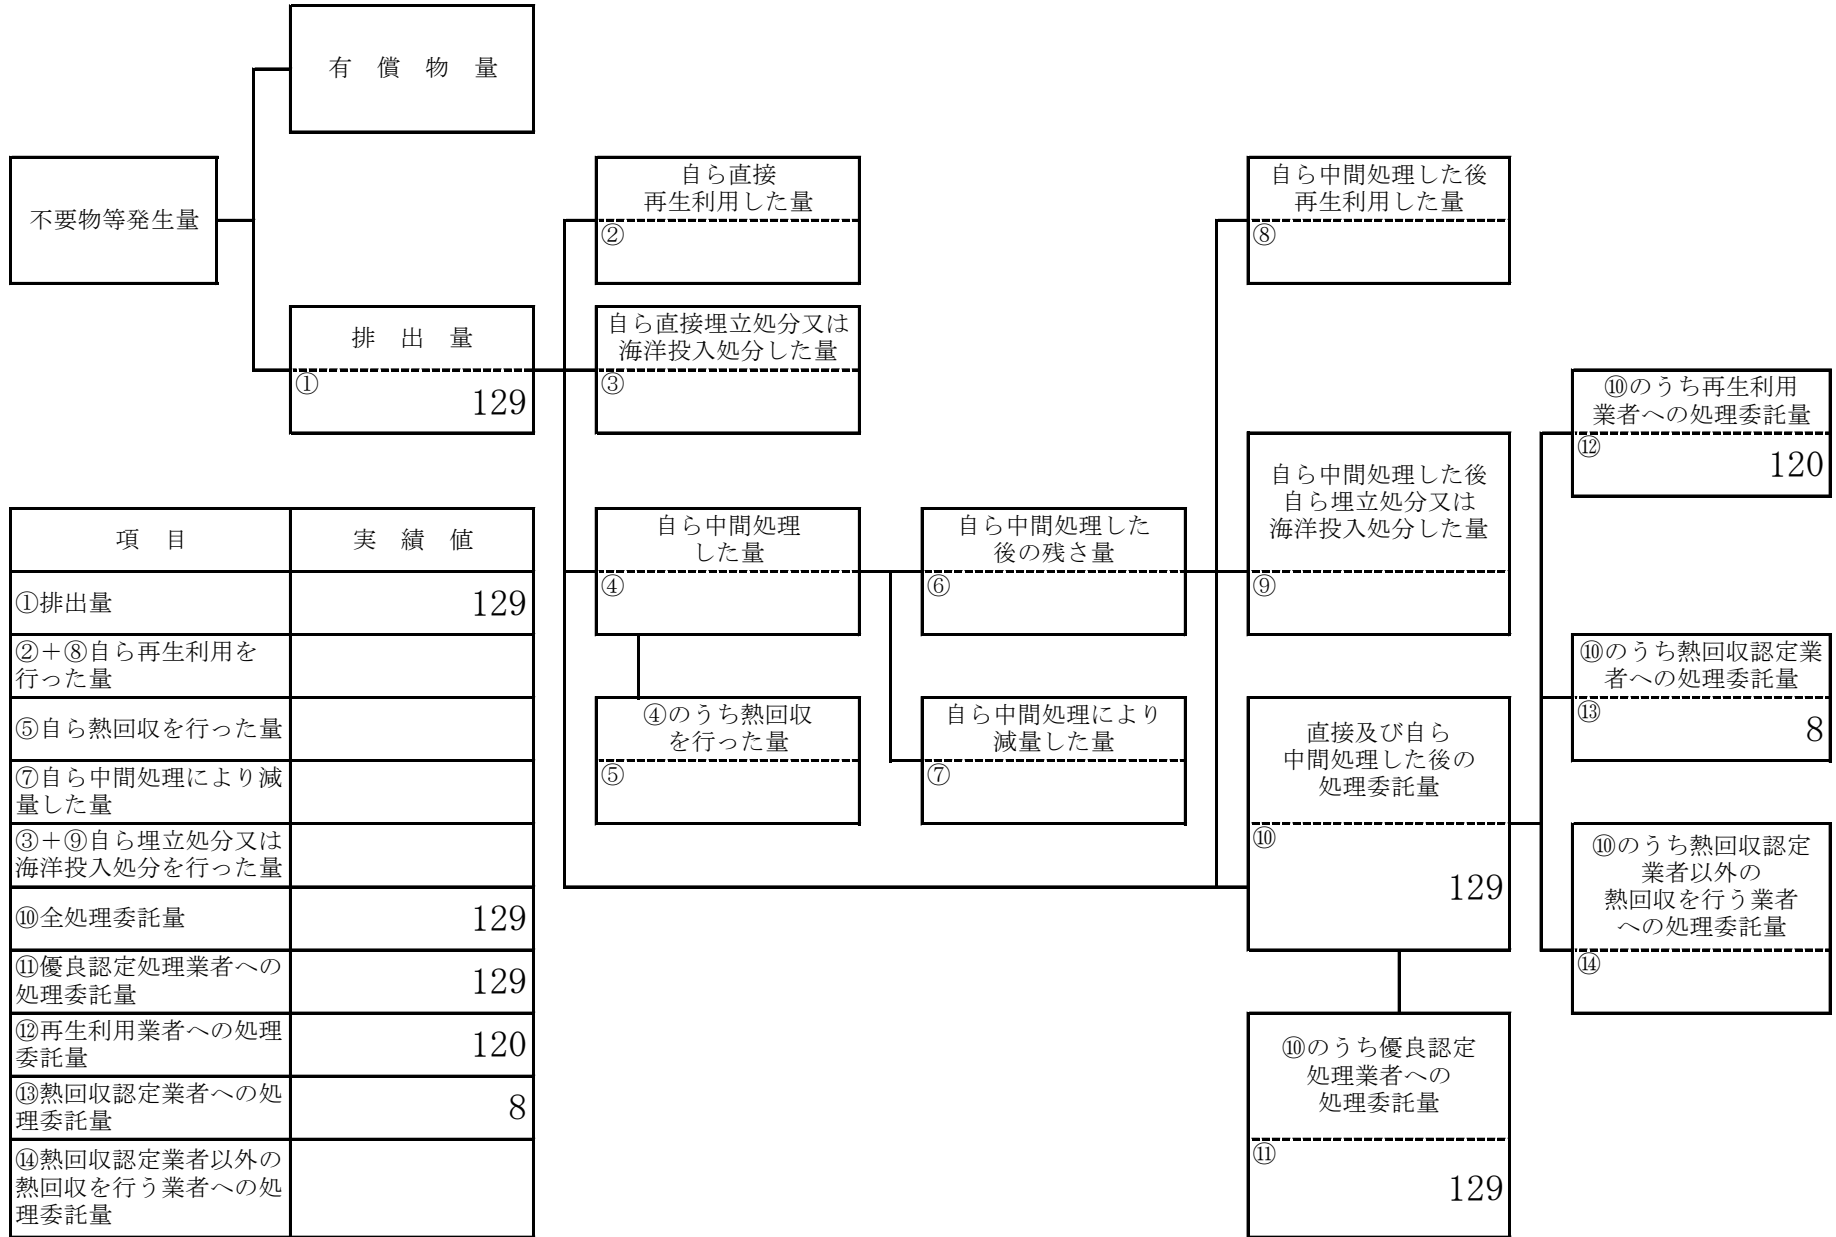 有　償　物　量
不要物等発生量
排　出　量
①
129
自ら直接
再生利用した量
②
自ら直接埋立処分又は
海洋投入処分した量
③
自ら中間処理
した量
④
④のうち熱回収
を行った量
⑤
自ら中間処理した
後の残さ量
⑥
自ら中間処理により
減量した量
⑦
自ら中間処理した後
再生利用した量
⑧
自ら中間処理した後
自ら埋立処分又は
海洋投入処分した量
⑨
直接及び自ら
中間処理した後の
処理委託量
⑩
129
⑩のうち優良認定
処理業者への
処理委託量
⑪
129
⑩のうち再生利用
業者への処理委託量
⑫
120
⑩のうち熱回収認定業
者への処理委託量
⑬
8
⑩のうち熱回収認定
業者以外の
熱回収を行う業者
への処理委託量
⑭
項　目
実　績　値
①排出量
129
②＋⑧自ら再生利用を
行った量
⑤自ら熱回収を行った量
⑦自ら中間処理により減
量した量
③＋⑨自ら埋立処分又は
海洋投入処分を行った量
⑩全処理委託量
129
⑪優良認定処理業者への
処理委託量
129
⑫再生利用業者への処理
委託量
120
⑬熱回収認定業者への処
理委託量
8
⑭熱回収認定業者以外の
熱回収を行う業者への処
理委託量